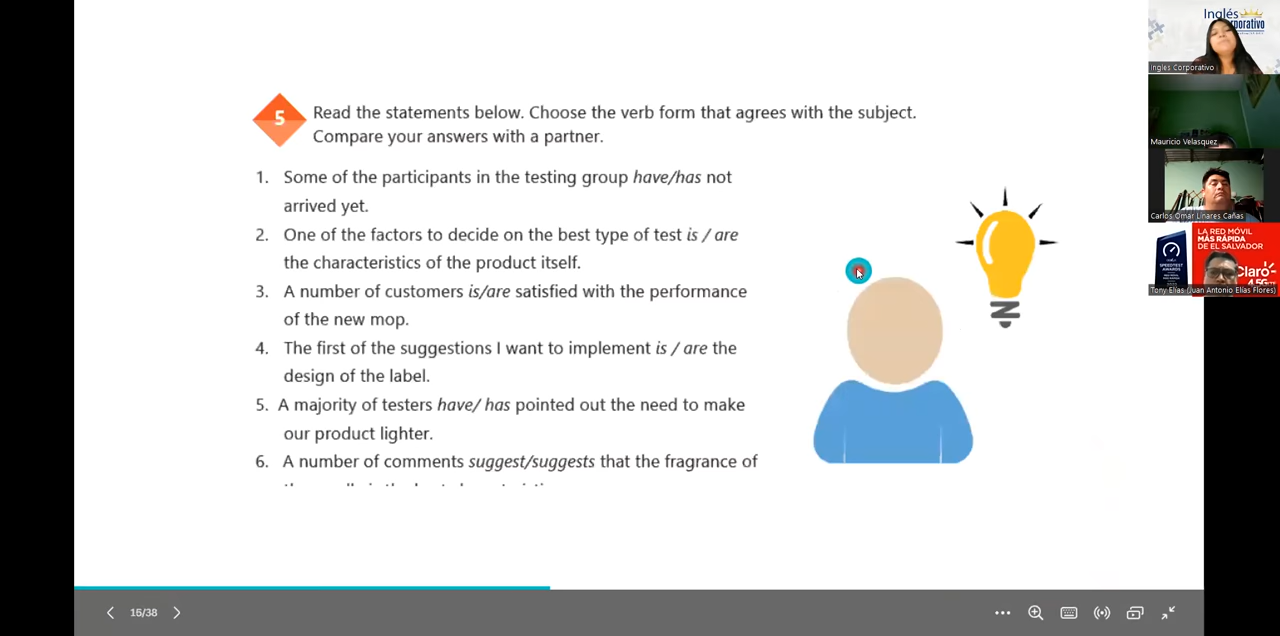 5
Read the statements below. Choose the verb form that agrees with the subject.
Compare your answers with a partner.
1. Some of the participants in the testing group have/has not
arrived yet.
2. One of the factors to decide on the best type of test is / are
the characteristics of the product itself.
3. A number of customers is/are satisfied with the performance
of the new mop.
4. The first of the suggestions I want to implement is / are the
design of the label.
5. A majority of testers have/ has pointed out the need to make
our product lighter.
6. A number of comments suggest/suggests that the fragrance of
15/38
Inglés
Ingles Corporativo
Mauricio Velasquez
Carlos Omar Linares Cañas
LA RED MÓVIL
MÁS RÁPIDA
DE EL SALVADOR
Claro
4.5G
Tony Elias (Juan Antonio Elias Flores)